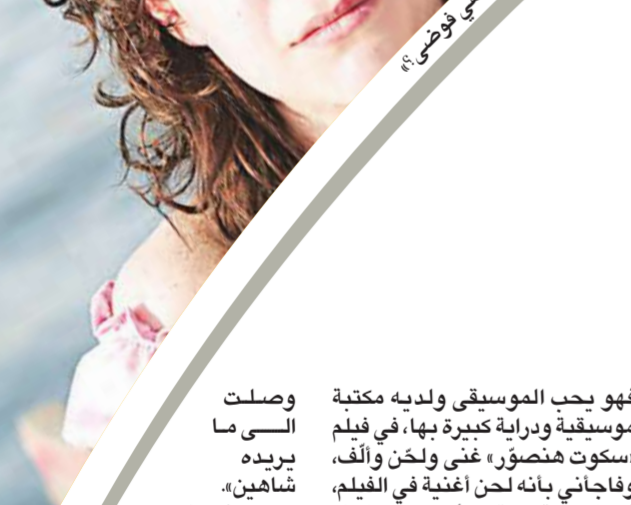 فوضى؟»
فهو يحب الموسيقى ولديه مكتبة
موسيقية ودراية كبيرة بها، في فيلم
«سكوت هنصوّر» غنى ولحّن وألّف،
وفاجأني بأنه لحن أغنية في الفيلم،
وصلت
الى ما
يريده
شاهين».